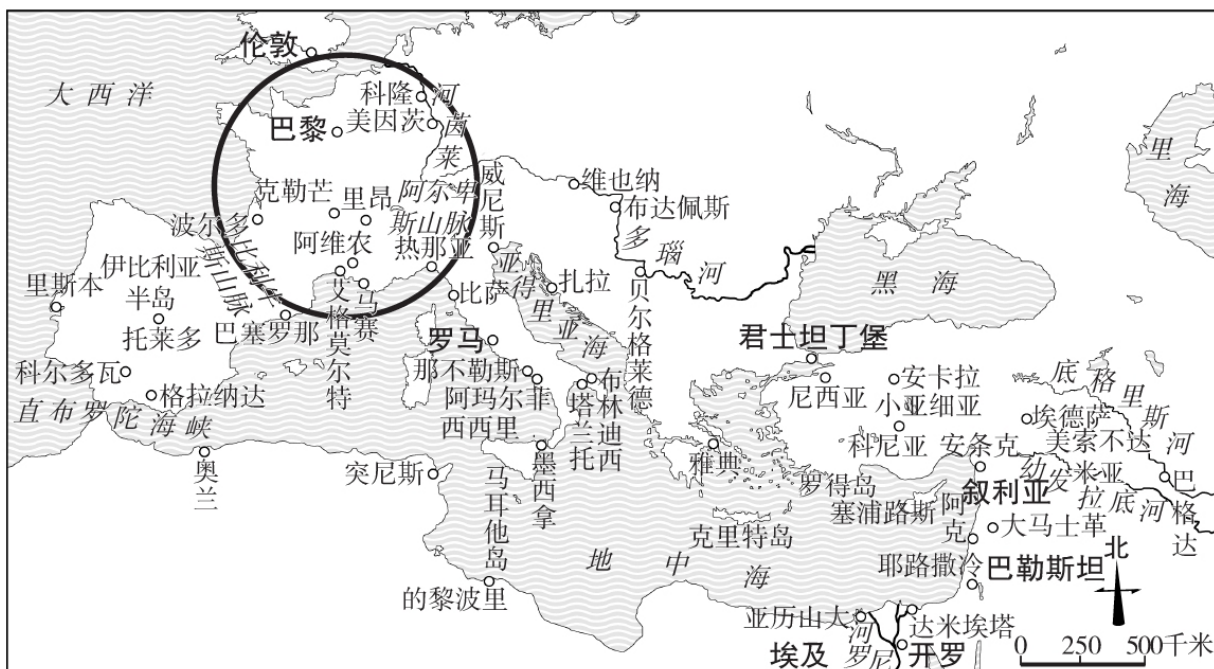 伦敦
大西洋
科隆
河
巴黎
美因茨
茵
莱
里
海
克勒芒
里昂
阿尔卑
斯山脉
威尼斯
维也纳
布达佩斯
波尔多
比利牛
斯山脉
阿维农
热那亚
多瑙河
里斯本
伊比利亚
半岛
托莱多
巴塞罗那
艾格莫尔特
马赛
比萨
亚得里亚海
扎拉
贝尔格莱德
黑海
罗马
君士坦丁堡
科尔多瓦
格拉纳达
那不勒斯
阿玛尔菲
西西里
塔兰托
布林迪西
尼西亚
安卡拉
小亚细亚
科尼亚
底格里斯河
埃德萨
美索不达
米亚
直布罗陀海峡
奥兰
突尼斯
马耳他岛
墨西拿
雅典
罗得岛
塞浦路斯
安条克
幼发拉底河
叙利亚
巴格达
阿克
大马士革
克里特岛
地中海
耶路撒冷
巴勒斯坦
北
的黎波里
亚历山大
达米埃塔
埃及
尼罗河
开罗
0 250 500千米